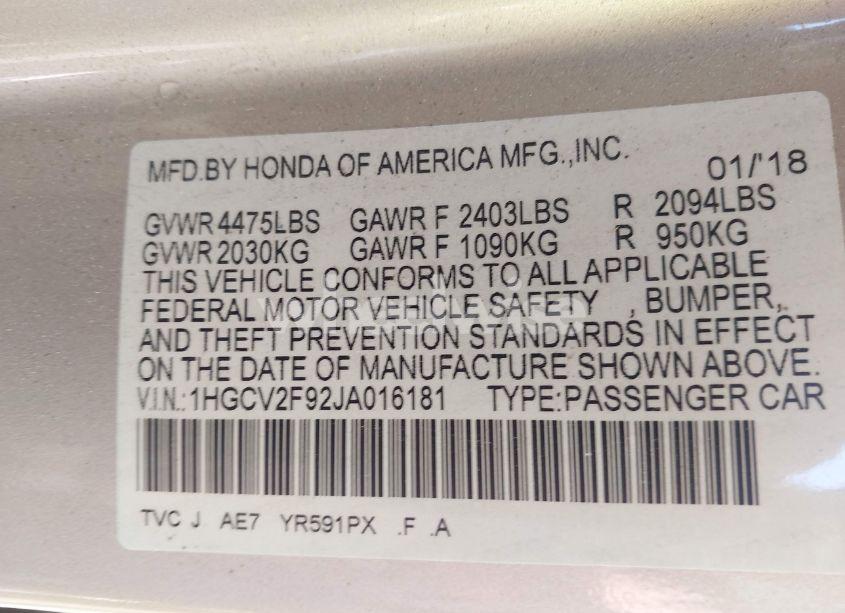 MFD.BY HONDA OF AMERICA MFG.,INC. 01/'18
GVWR 4475LBS GAWR F 2403LBS R 2094LBS
GVWR 2030KG GAWR F 1090KG R 950KG
THIS VEHICLE CONFORMS TO ALL APPLICABLE
FEDERAL MOTOR VEHICLE SAFETY , BUMPER,
AND THEFT PREVENTION STANDARDS IN EFFECT
ON THE DATE OF MANUFACTURE SHOWN ABOVE.
V.I.N.:1HGCV2F92JA016181 TYPE:PASSENGER CAR
TVC J AE7 YR591PX .F .A